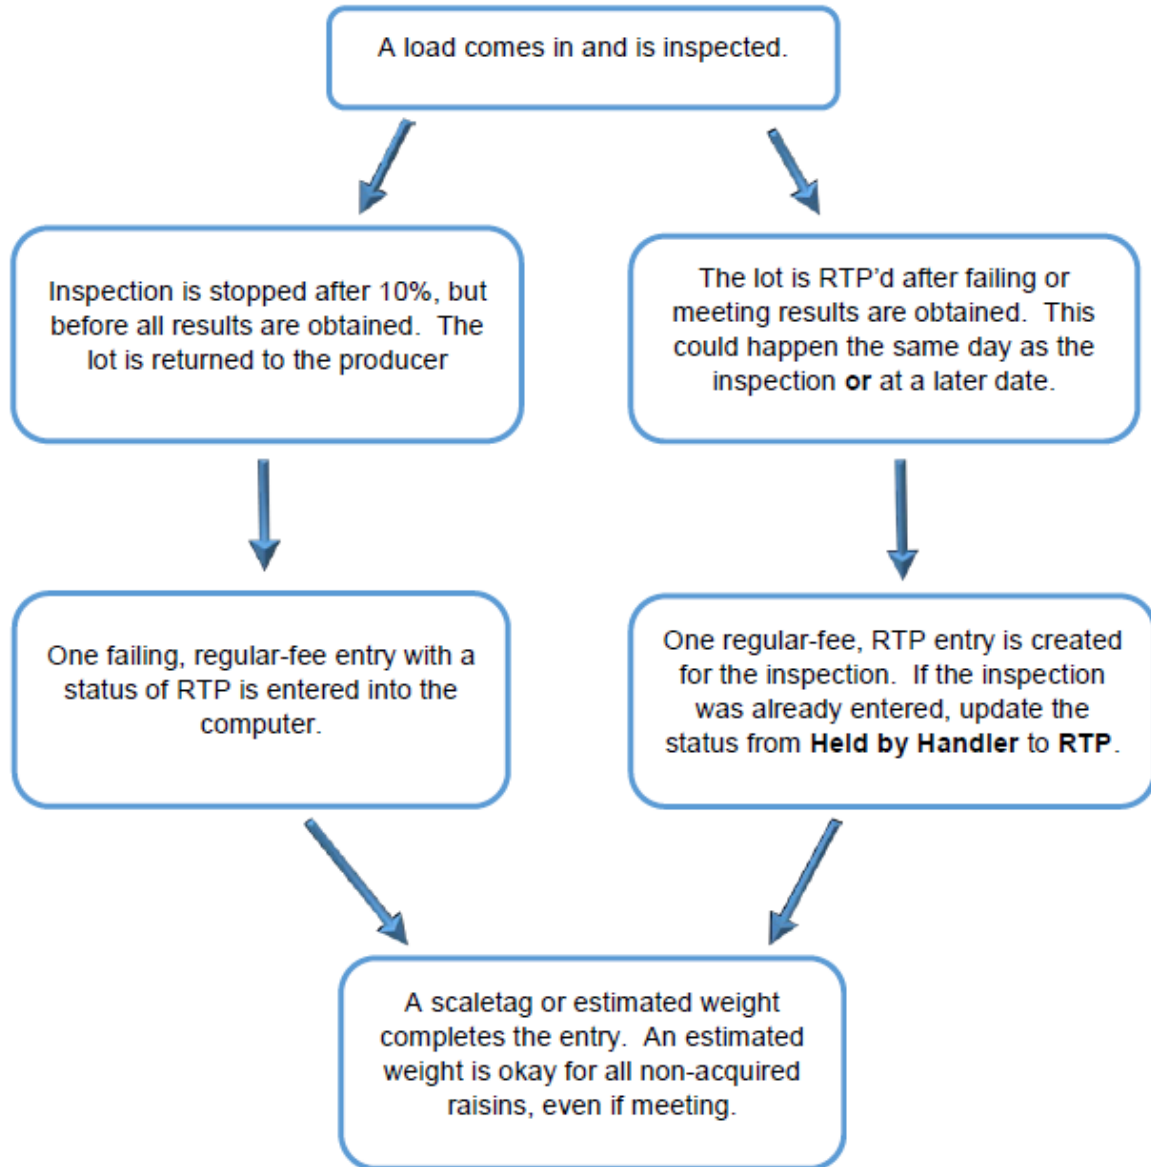 A load comes in and is inspected.
Inspection is stopped after 10%, but
before all results are obtained.  The
lot is returned to the producer
The lot is RTP’d after failing or
meeting results are obtained.  This
could happen the same day as the
inspection or at a later date.
One failing, regular-fee entry with a
status of RTP is entered into the
computer.
One regular-fee, RTP entry is created
for the inspection.  If the inspection
was already entered, update the
status from Held by Handler to RTP.
A scaletag or estimated weight
completes the entry.  An estimated
weight is okay for all non-acquired
raisins, even if meeting.